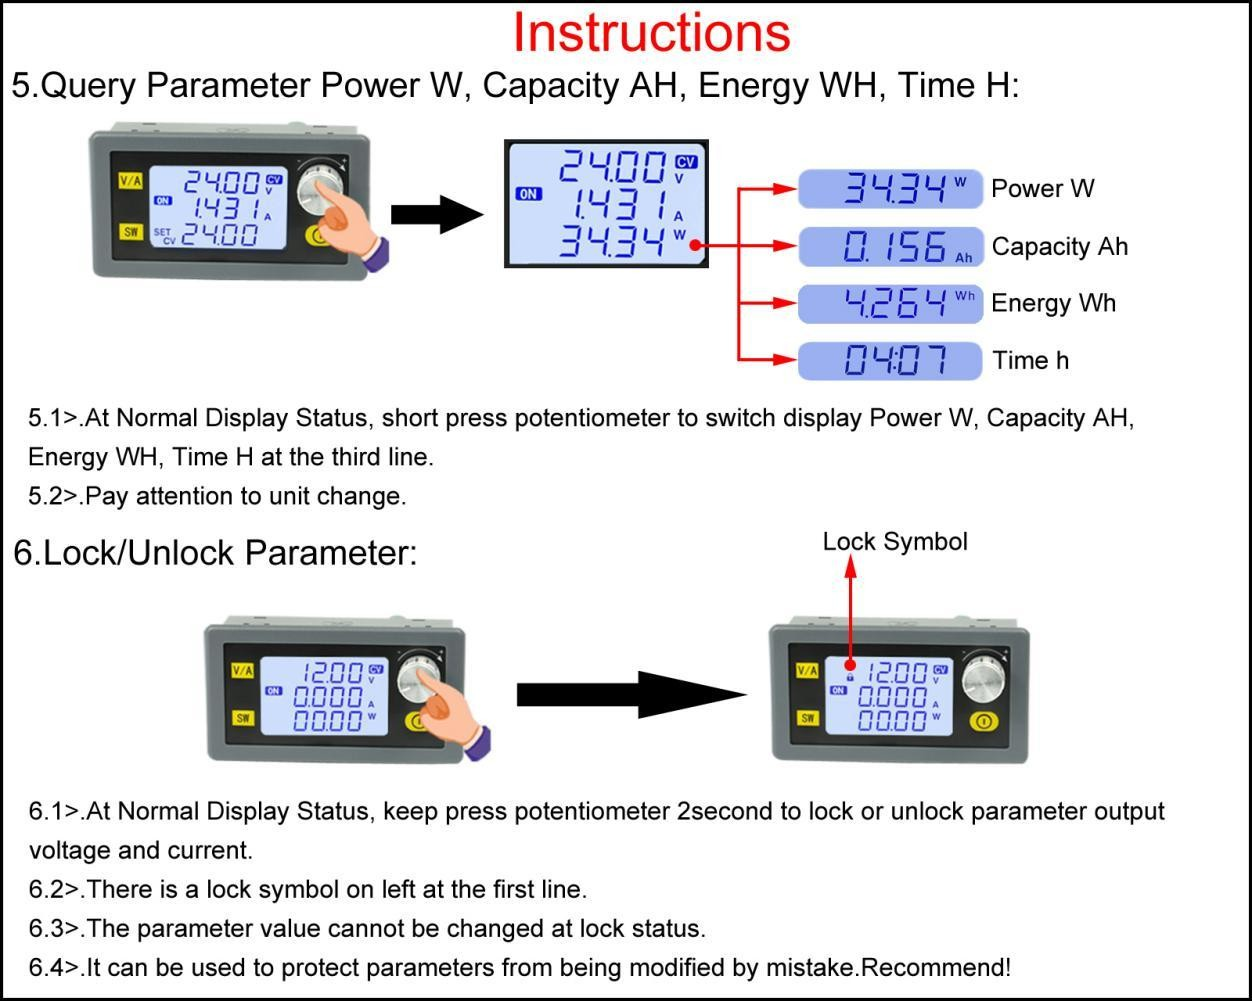 Instructions
5.Query Parameter Power W, Capacity AH, Energy WH, Time H:
V/A
SW
24.00 CV V
ON
1.431 A
SET CV 24.00
24.00 CV V
ON
1.431 A
34.34 W
34.34 W Power W
0.156 Ah Capacity Ah
4.264 Wh Energy Wh
04:07 Time h
5.1>.At Normal Display Status, short press potentiometer to switch display Power W, Capacity AH,
Energy WH, Time H at the third line.
5.2>.Pay attention to unit change.
6.Lock/Unlock Parameter:
Lock Symbol
V/A
SW
12.00 CV V
ON
0.000 A
00.00 W
V/A
SW
12.00 CV V
ON
0.000 A
00.00 W
6.1>.At Normal Display Status, keep press potentiometer 2second to lock or unlock parameter output
voltage and current.
6.2>.There is a lock symbol on left at the first line.
6.3>.The parameter value cannot be changed at lock status.
6.4>.It can be used to protect parameters from being modified by mistake.Recommend!